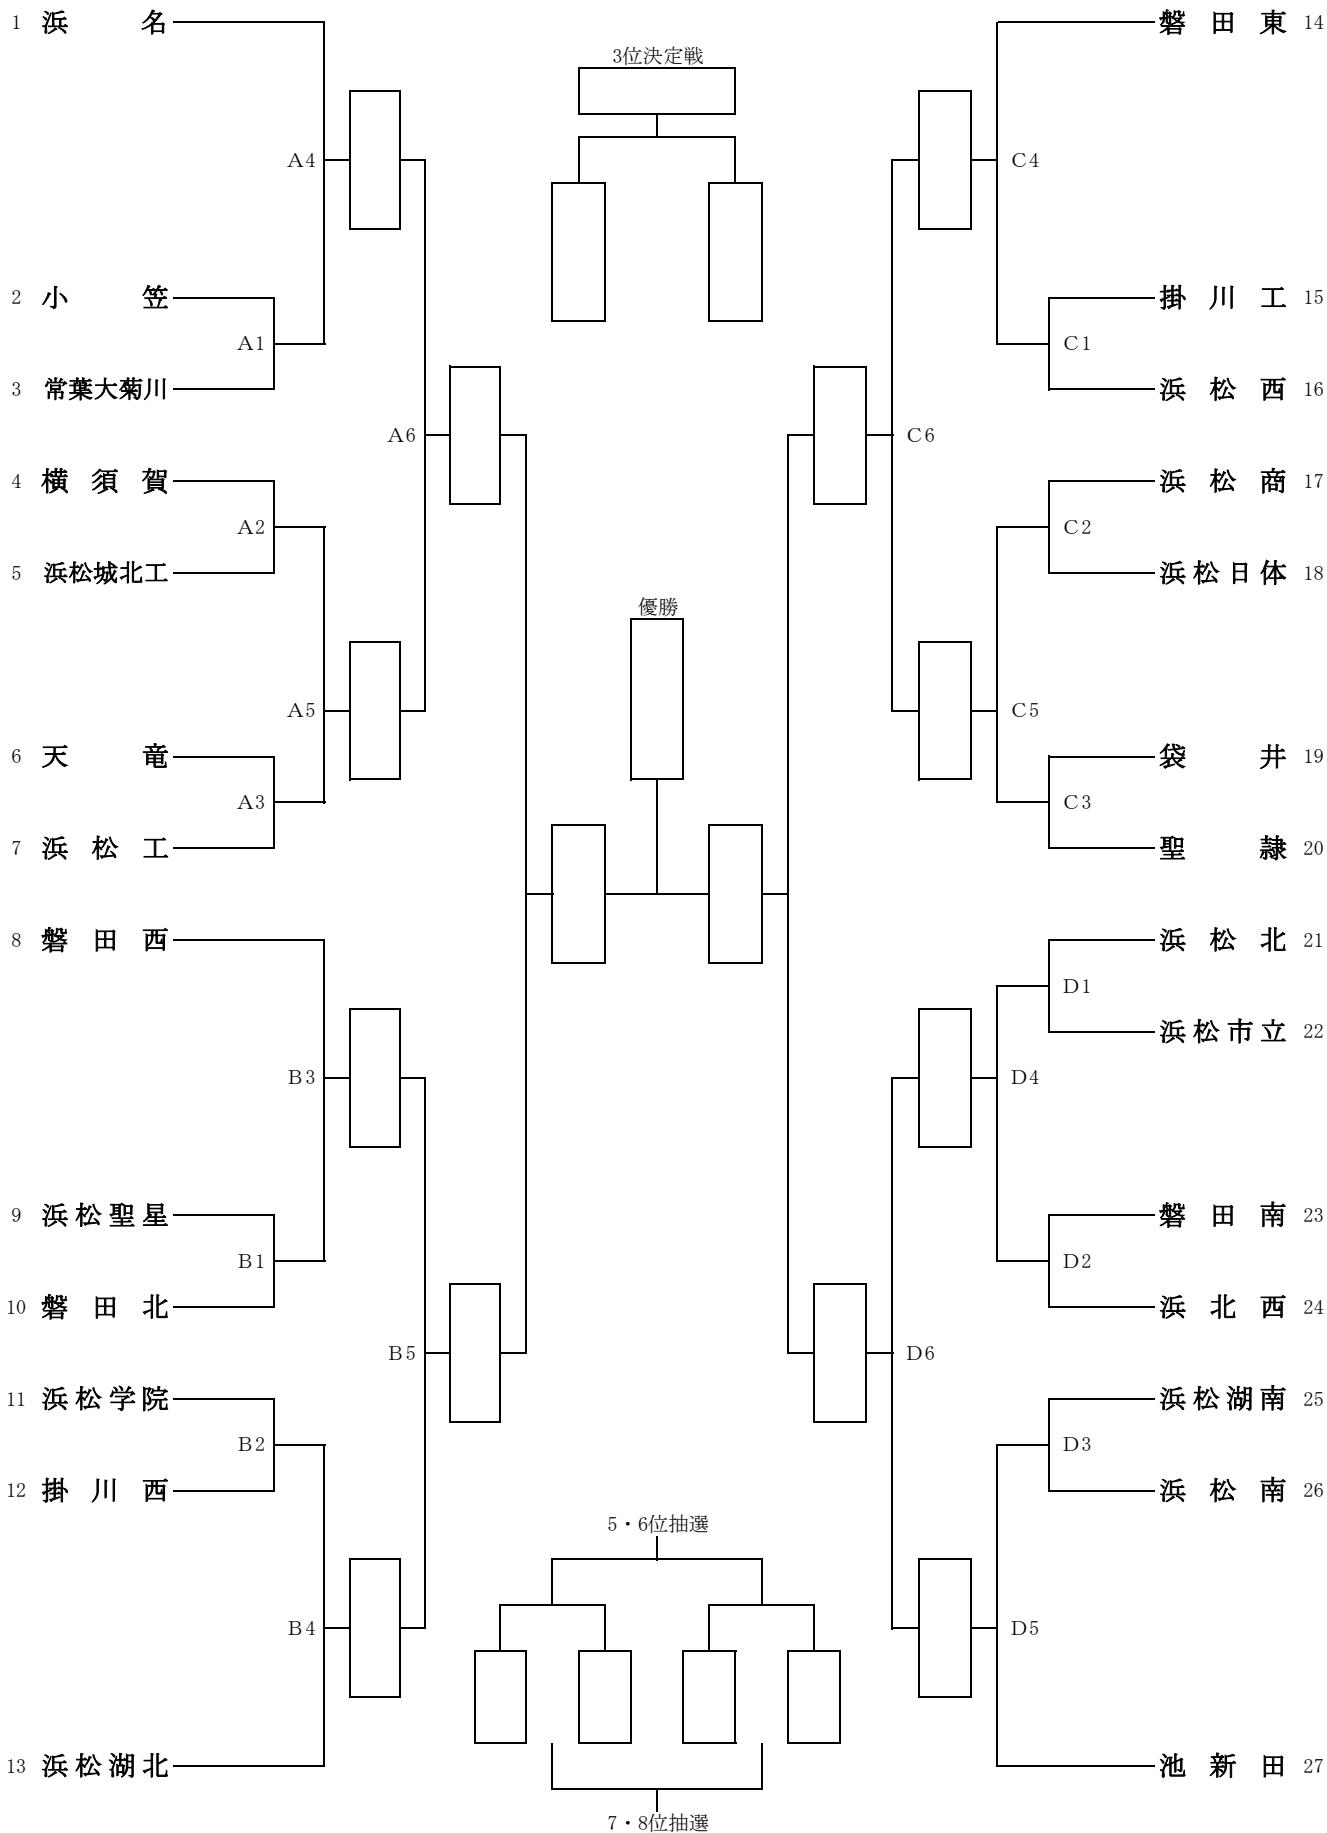 1 浜名
磐田東 14
3位決定戦
A4
C4
2 小笠
掛川工 15
A1
C1
3 常葉大菊川
浜松西 16
A6
C6
4 横須賀
浜松商 17
A2
C2
5 浜松城北工
浜松日体 18
優勝
A5
C5
6 天竜
袋井 19
A3
C3
7 浜松工
聖隷 20
8 磐田西
浜松北 21
D1
浜松市立 22
B3
D4
9 浜松聖星
磐田南 23
B1
D2
10 磐田北
浜北西 24
B5
D6
11 浜松学院
浜松湖南 25
B2
D3
12 掛川西
浜松南 26
5・6位抽選
B4
D5
13 浜松湖北
池新田 27
7・8位抽選